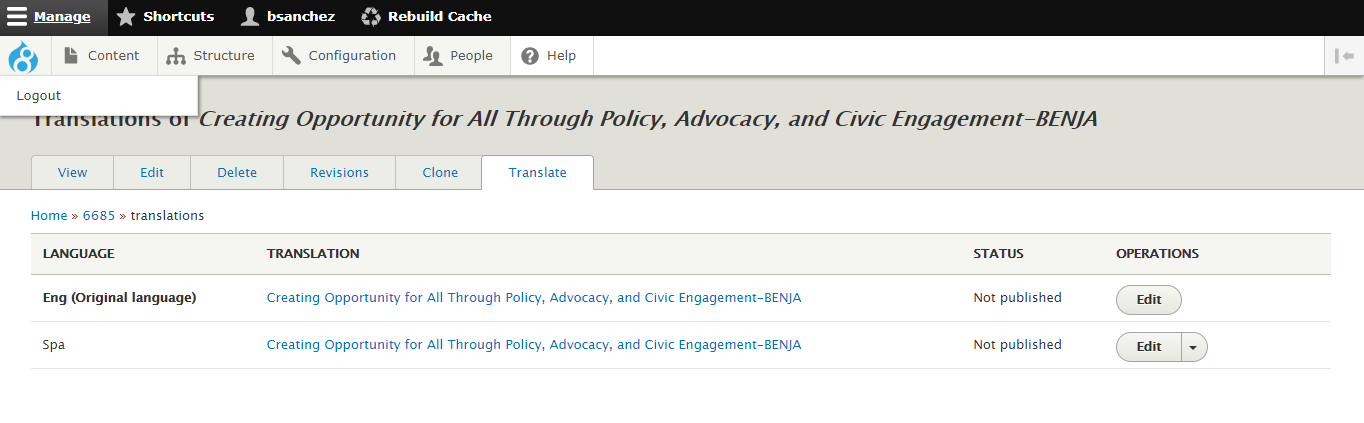 Manage Shortcuts bsanchez Rebuild Cache
Content Structure Configuration People Help
Logout
Translations of Creating Opportunity for All Through Policy, Advocacy, and Civic Engagement-BENJA
View Edit Delete Revisions Clone Translate
Home » 6685 » translations
LANGUAGE TRANSLATION STATUS OPERATIONS
Eng (Original language) Creating Opportunity for All Through Policy, Advocacy, and Civic Engagement-BENJA Not published Edit
Spa Creating Opportunity for All Through Policy, Advocacy, and Civic Engagement-BENJA Not published Edit